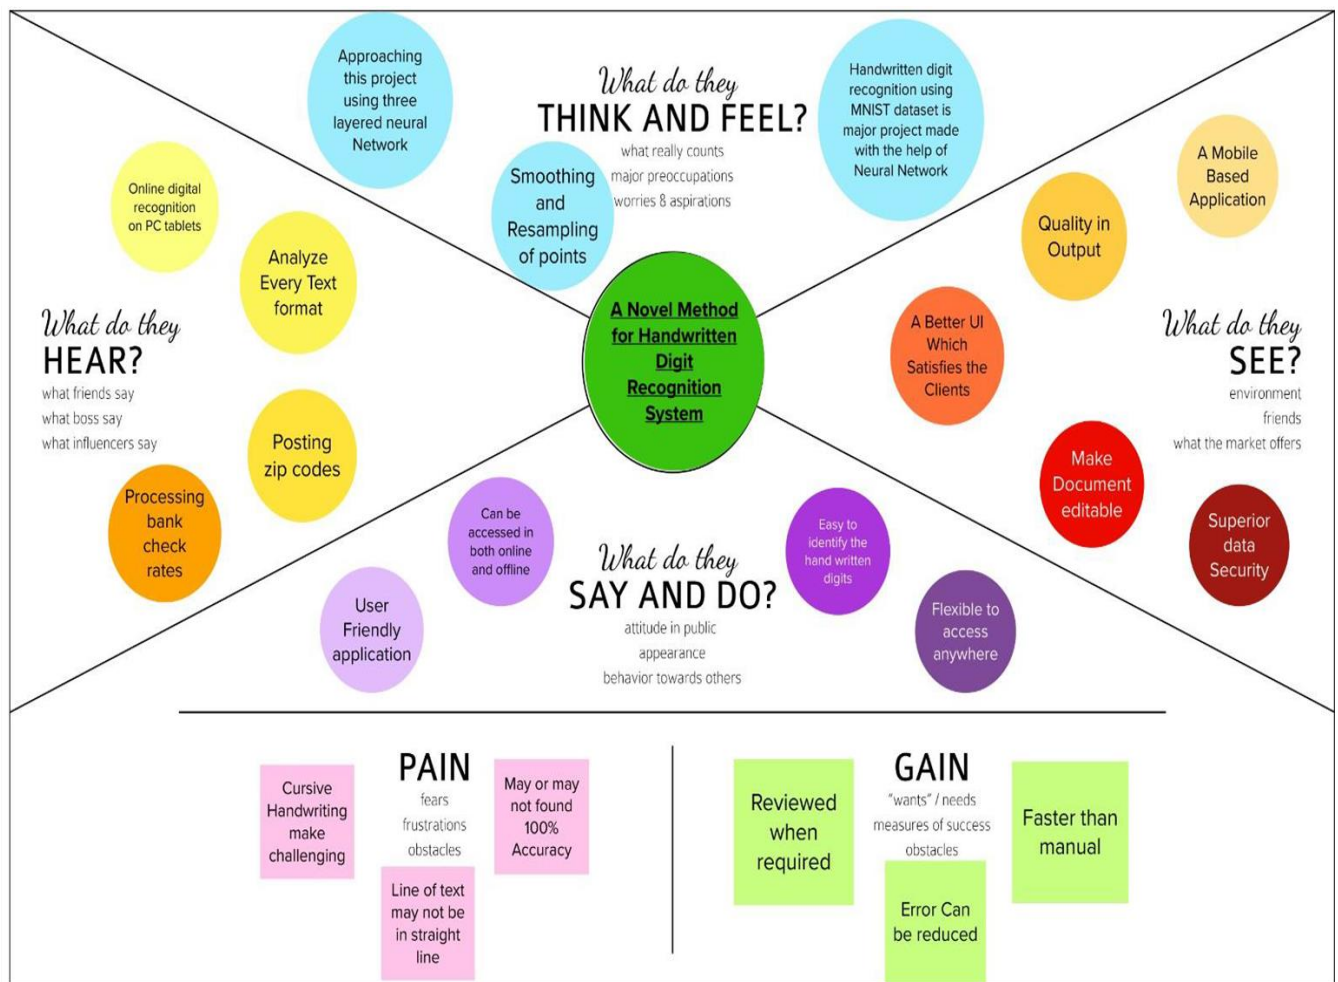 Approaching
this project
using three
layered neural
Network
What do they
THINK AND FEEL?
what really counts
major preoccupations
worries & aspirations
Smoothing
and
Resampling
of points
Handwritten digit
recognition using
MNIST dataset is
major project made
with the help of
Neural Network
Online digital
recognition
on PC tablets
Analyze
Every Text
format
What do they
HEAR?
what friends say
what boss say
what influencers say
Posting
zip codes
Processing
bank
check
rates
A Novel Method
for Handwritten
Digit
Recognition
System
A Mobile
Based
Application
Quality in
Output
A Better UI
Which
Satisfies the
Clients
What do they
SEE?
environment
friends
what the market offers
Make
Document
editable
Superior
data
Security
Can be
accessed in
both online
and offline
User
Friendly
application
What do they
SAY AND DO?
attitude in public
appearance
behavior towards others
Easy to
identify the
hand written
digits
Flexible to
access
anywhere
PAIN
fears
frustrations
obstacles
Cursive
Handwriting
make
challenging
May or may
not found
100%
Accuracy
Line of text
may not be
in straight
line
GAIN
"wants" / needs
measures of success
obstacles
Reviewed
when
required
Faster than
manual
Error Can
be reduced